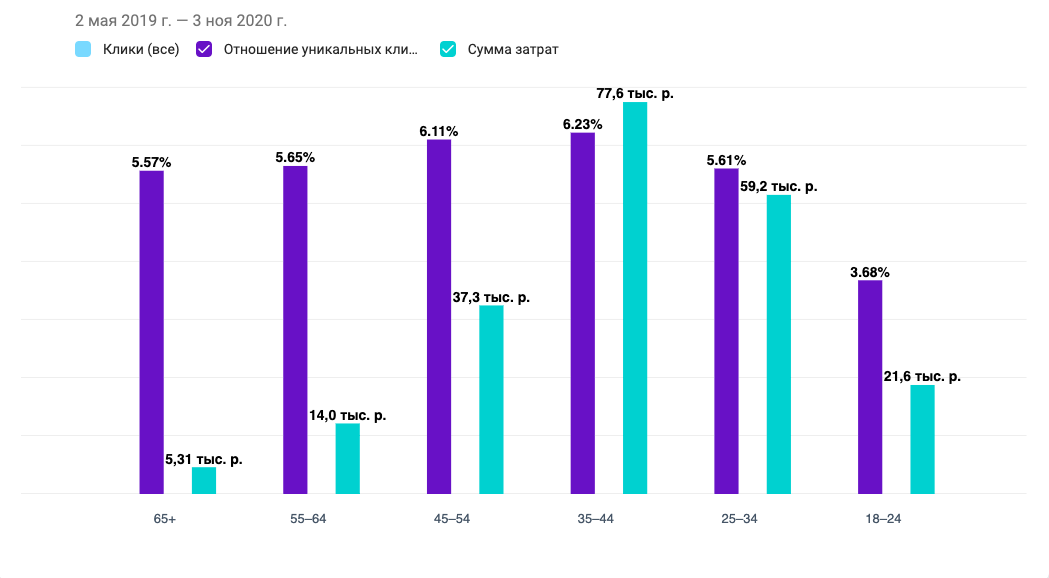 2 мая 2019 г. — 3 ноя 2020 г.
Клики (все) Отношение уникальных кли... Сумма затрат
77,6 тыс. р.
6.11% 6.23%
5.57% 5.65% 5.61%
59,2 тыс. р.
3.68%
37,3 тыс. р.
21,6 тыс. р.
14,0 тыс. р.
5,31 тыс. р.
65+ 55–64 45–54 35–44 25–34 18–24